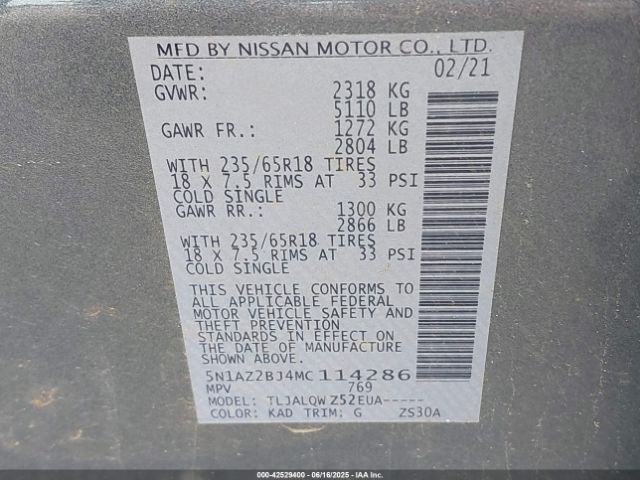 MFD BY NISSAN MOTOR CO., LTD.
DATE: 02/21
GVWR: 2318 KG
5110 LB
GAWR FR.: 1272 KG
2804 LB
WITH 235/65R18 TIRES
18 X 7.5 RIMS AT 33 PSI
COLD SINGLE
GAWR RR.: 1300 KG
2866 LB
WITH 235/65R18 TIRES
18 X 7.5 RIMS AT 33 PSI
COLD SINGLE
THIS VEHICLE CONFORMS TO
ALL APPLICABLE FEDERAL
MOTOR VEHICLE SAFETY AND
THEFT PREVENTION
STANDARDS IN EFFECT ON
THE DATE OF MANUFACTURE
SHOWN ABOVE.
5N1AZ2BJ4MC114286
MPV 769
MODEL: TLJALQWZ52EUA-----
COLOR: KAD TRIM: G ZS30A
000-42529400 - 06/16/2025 - IAAI.COM